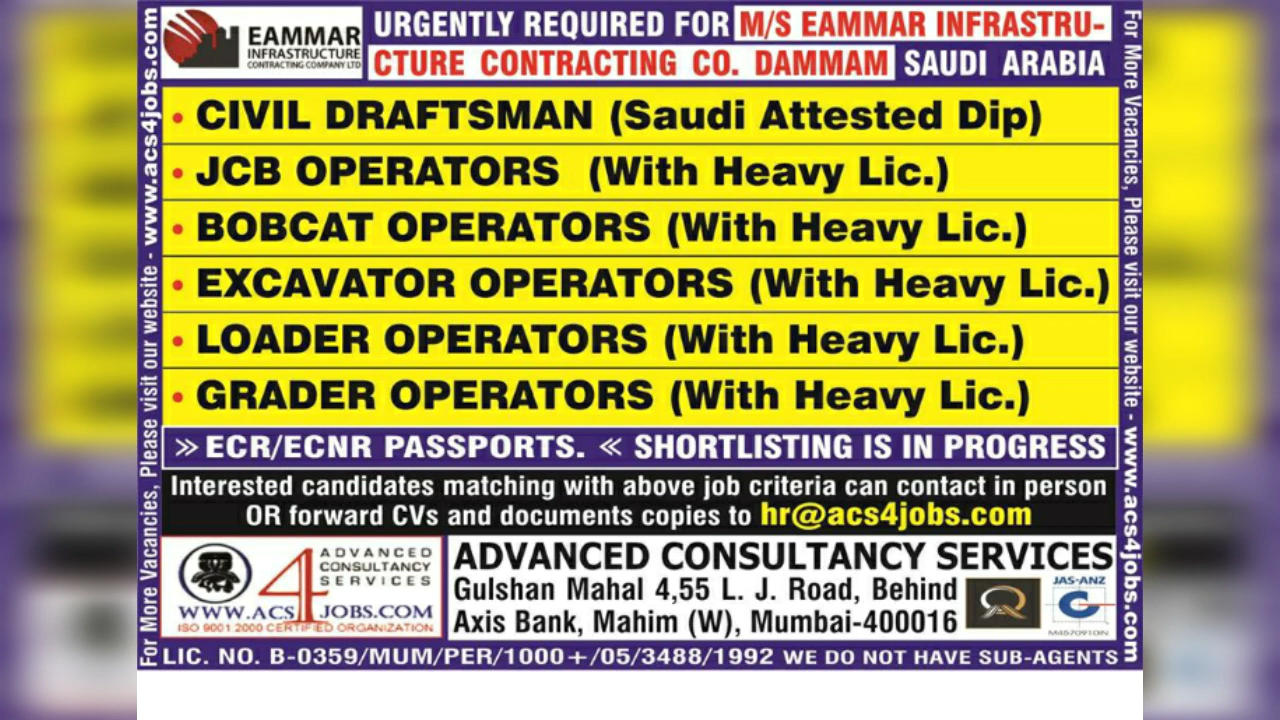 EAMMAR
INFRASTRUCTURE
CONTRACTING COMPANY LTD
URGENTLY REQUIRED FOR M/S EAMMAR INFRASTRU-
CTURE CONTRACTING CO. DAMMAM SAUDI ARABIA
• CIVIL DRAFTSMAN (Saudi Attested Dip)
• JCB OPERATORS (With Heavy Lic.)
• BOBCAT OPERATORS (With Heavy Lic.)
• EXCAVATOR OPERATORS (With Heavy Lic.)
• LOADER OPERATORS (With Heavy Lic.)
• GRADER OPERATORS (With Heavy Lic.)
» ECR/ECNR PASSPORTS. « SHORTLISTING IS IN PROGRESS
Interested candidates matching with above job criteria can contact in person
OR forward CVs and documents copies to hr@acs4jobs.com
4 ADVANCED
CONSULTANCY
SERVICES
WWW.ACS4JOBS.COM
ISO 9001 2000 CERTIFIED ORGANIZATION
ADVANCED CONSULTANCY SERVICES
Gulshan Mahal 4,55 L. J. Road, Behind
Axis Bank, Mahim (W), Mumbai-400016
JAS-ANZ
LIC. NO. B-0359/MUM/PER/1000+/05/3488/1992 WE DO NOT HAVE SUB-AGENTS
For More Vacancies, Please visit our website - www.acs4jobs.com
For More Vacancies, Please visit our website - www.acs4jobs.com